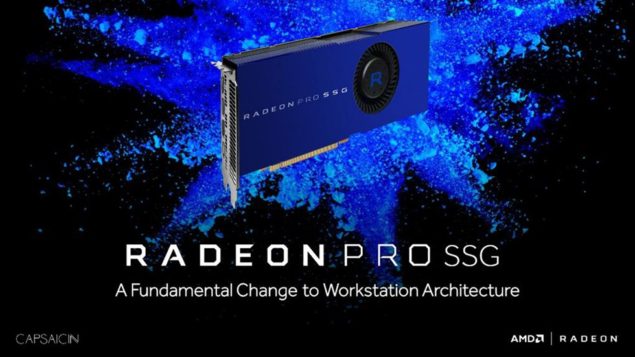 RADEON PRO SSG
R
RADEON PRO SSG
A Fundamental Change to Workstation Architecture
CAPSAICIN
AMD | RADEON